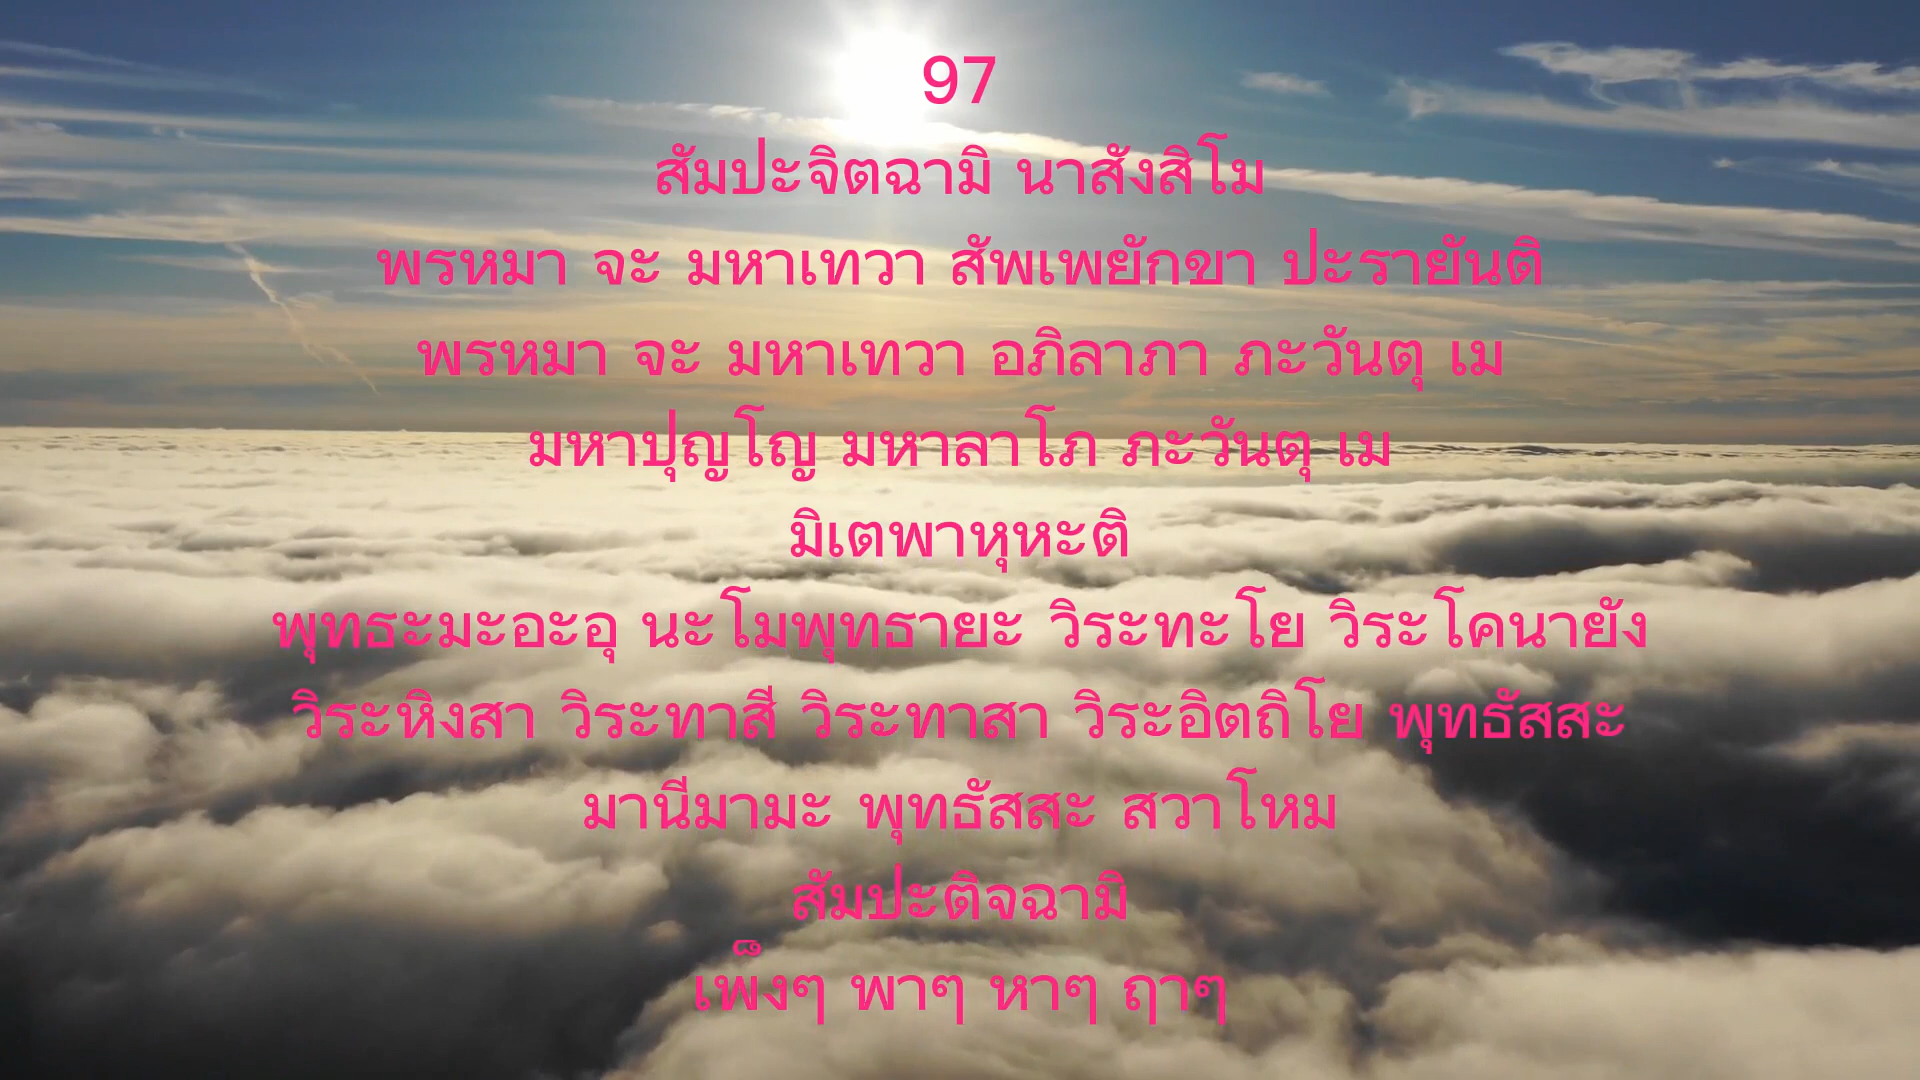 97
สัมปะจิตฉามิ นาสังสิโม
พรหมา จะ มหาเทวา สัพเพยักขา ปะรายันติ
พรหมา จะ มหาเทวา อภิลาภา ภะวันตุ เม
มหาปุญโญ มหาลาโภ ภะวันตุ เม
มิเตพาหุหะติ
พุทธะมะอะอุ นะโมพุทธายะ วิระทะโย วิระโคนายัง
วิระหิงสา วิระทาสี วิระทาสา วิระอิตถิโย พุทธัสสะ
มานีมามะ พุทธัสสะ สวาโหม
สัมปะติจฉามิ
เพ็งๆ พาๆ หาๆ ฤาๆ